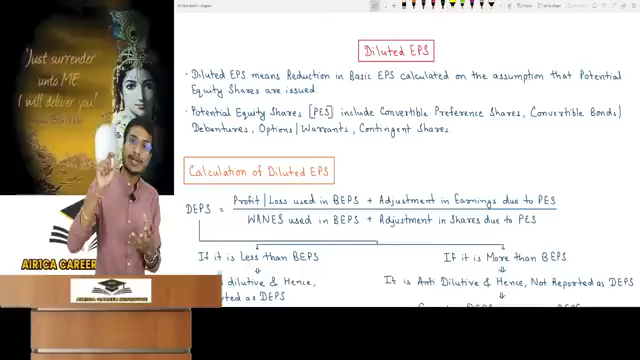 Diluted EPS
"Just surrender
unto ME
I will deliver you!
· Diluted EPS means Reduction in Basic EPS calculated on the assumption that Potential
Equity Shares are issued.
· Potential Equity Shares [PES] include Convertible Preference Shares, Convertible Bonds/
Debentures, Options/Warrants, Contingent Shares.
Calculation of Diluted EPS
DEPS = Profit/Loss used in BEPS + Adjustment in Earnings due to PES
WANES used in BEPS + Adjustment in Shares due to PES
If it is Less than BEPS
If it is More than BEPS
dilutive & Hence,
It is Anti Dilutive & Hence, Not Reported as DEPS
as DEPS
AIR1CA CAREER
AIR1CA CAREER INSTITUTE